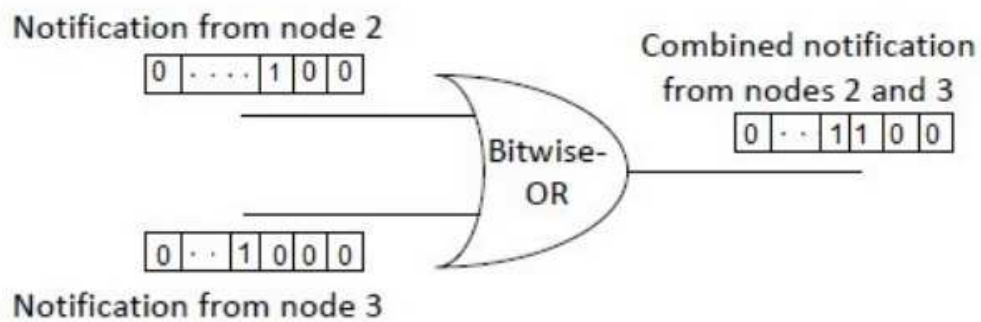 Notification from node 2
0 · · · · 1 0 0
Combined notification
from nodes 2 and 3
0 · · 1 1 0 0
Bitwise-
OR
0 · · 1 0 0 0
Notification from node 3